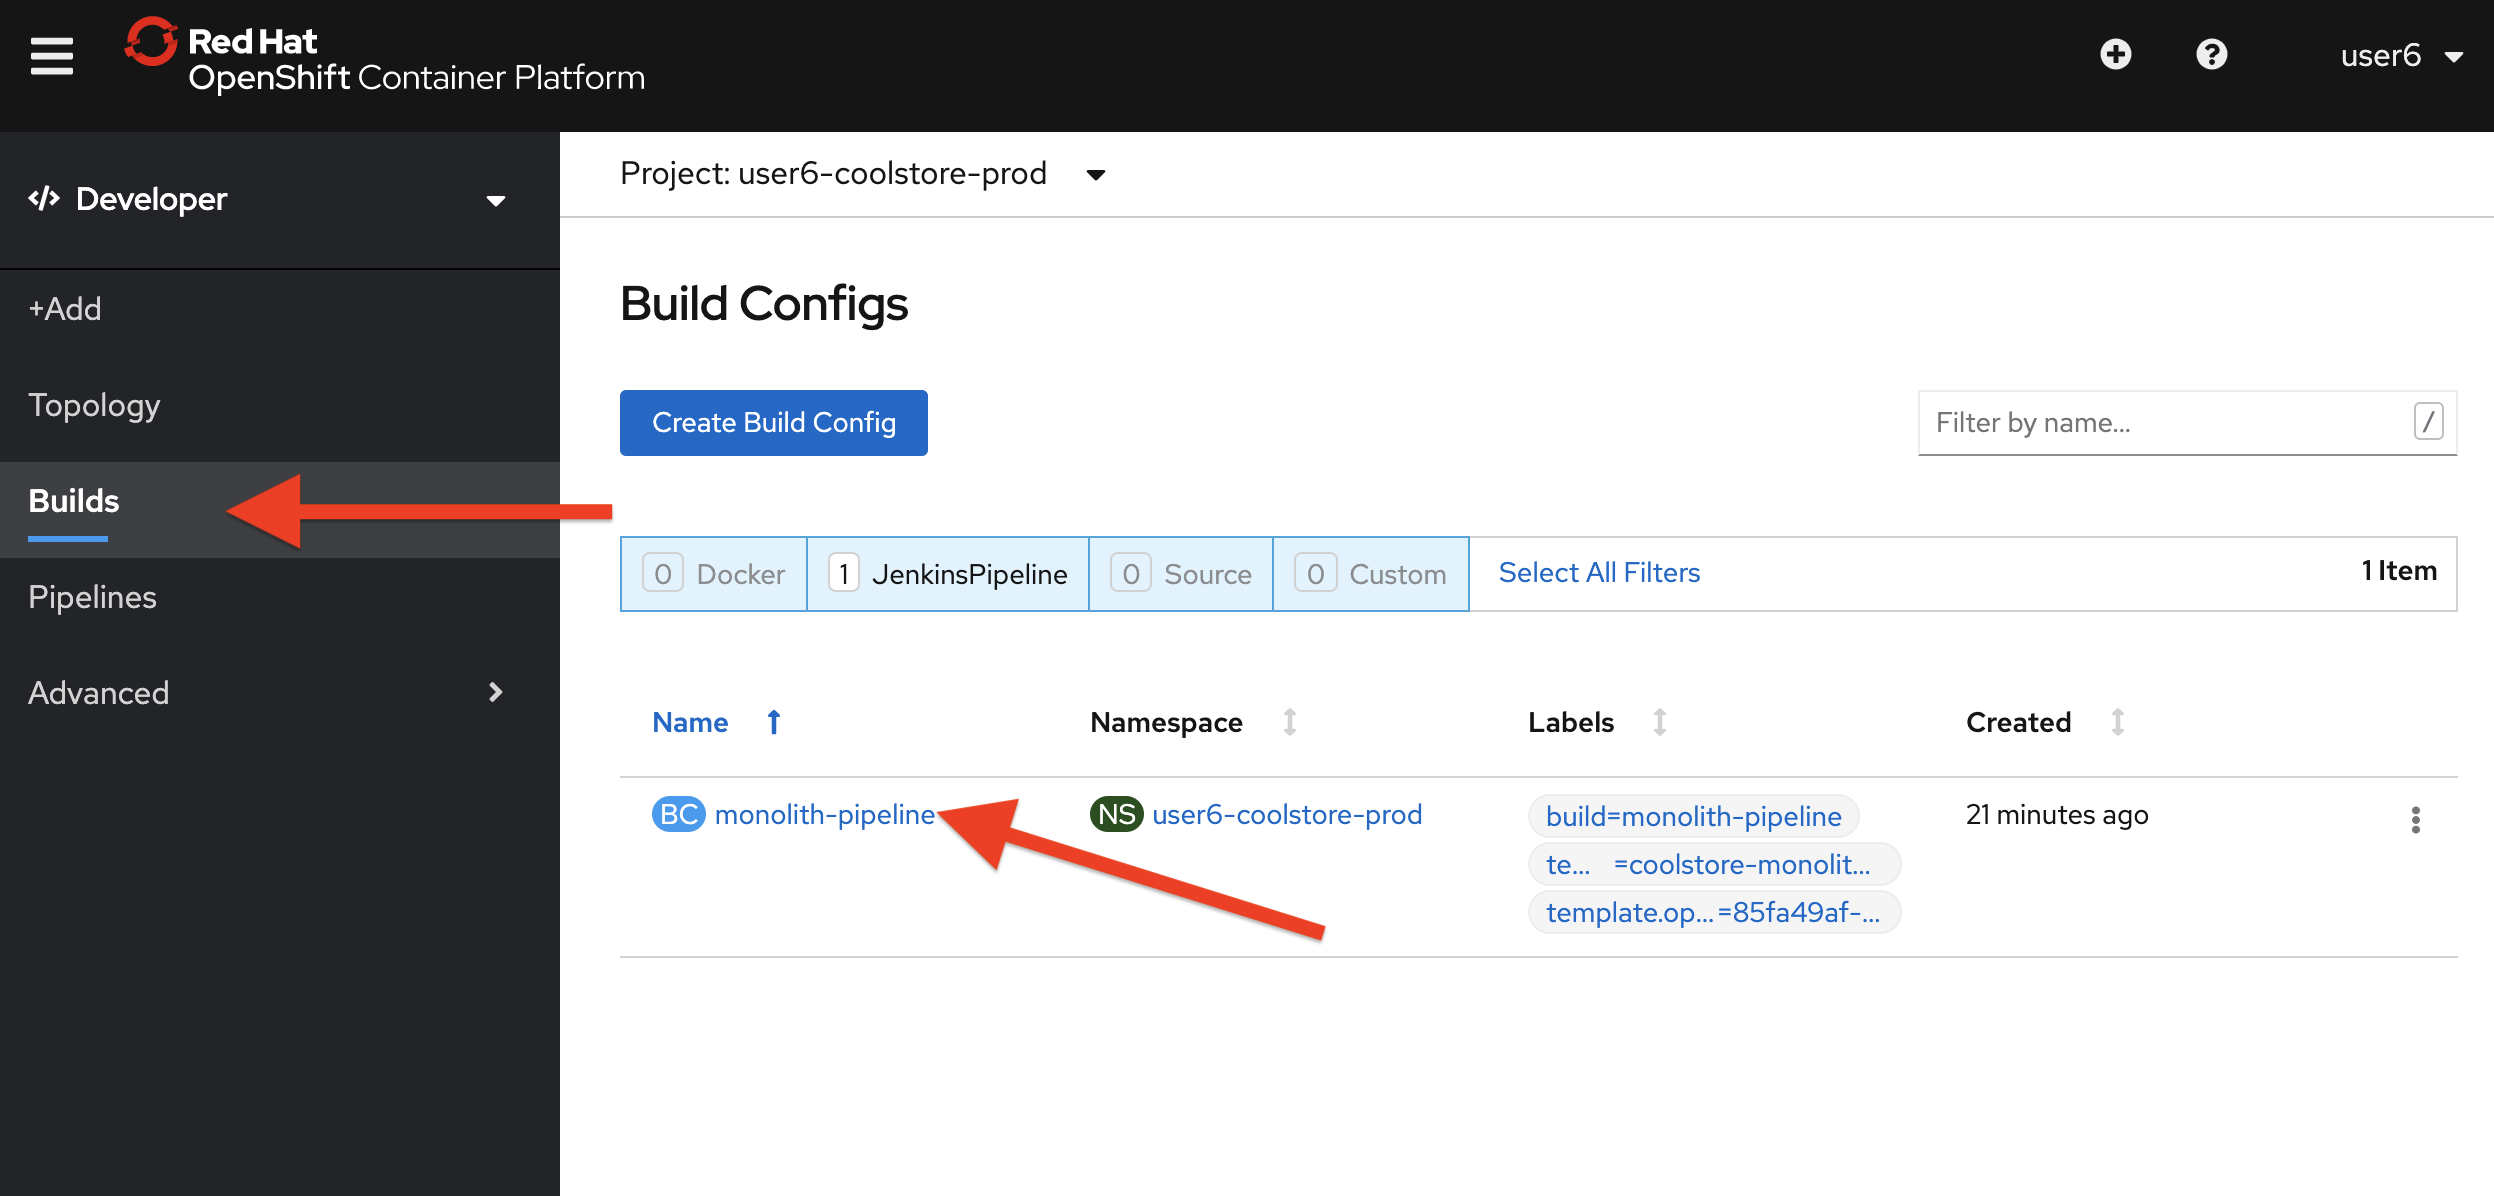 Red Hat
OpenShift Container Platform
user6
Developer
+Add
Topology
Builds
Pipelines
Advanced
Project: user6-coolstore-prod
Build Configs
Create Build Config
Filter by name...
/
0 Docker
1 JenkinsPipeline
0 Source
0 Custom
Select All Filters
1 Item
Name
Namespace
Labels
Created
BC monolith-pipeline
NS user6-coolstore-prod
build=monolith-pipeline
te... =coolstore-monolit...
template.op...=85fa49af-...
21 minutes ago